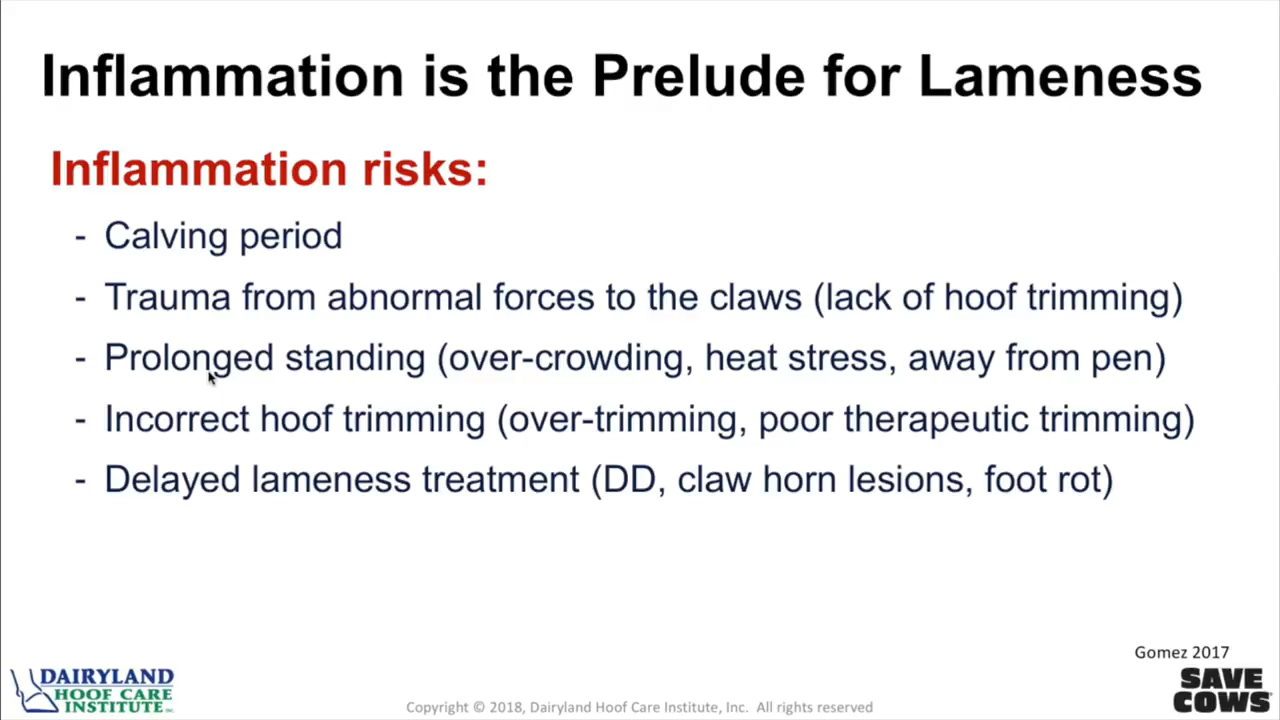 Inflammation is the Prelude for Lameness
Inflammation risks:
- Calving period
- Trauma from abnormal forces to the claws (lack of hoof trimming)
- Prolonged standing (over-crowding, heat stress, away from pen)
- Incorrect hoof trimming (over-trimming, poor therapeutic trimming)
- Delayed lameness treatment (DD, claw horn lesions, foot rot)
Gomez 2017
DAIRYLAND
HOOF CARE
INSTITUTE INC.
Copyright © 2018, Dairyland Hoof Care Institute, Inc. All rights reserved
SAVE
COWS®